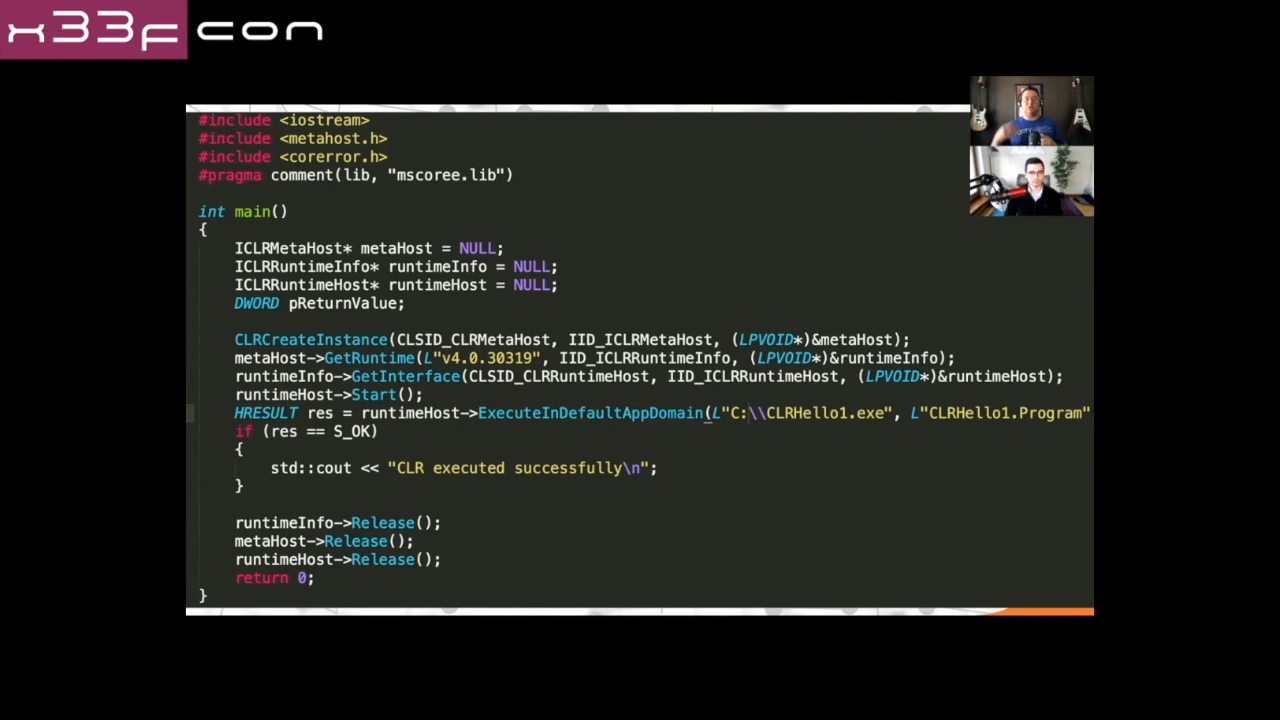 x33fcon
#include <iostream>
#include <metahost.h>
#include <corerror.h>
#pragma comment(lib, "mscoree.lib")
int main()
{
ICLRMetaHost* metaHost = NULL;
ICLRRuntimeInfo* runtimeInfo = NULL;
ICLRRuntimeHost* runtimeHost = NULL;
DWORD pReturnValue;
CLRCreateInstance(CLSID_CLRMetaHost, IID_ICLRMetaHost, (LPVOID*)&metaHost);
metaHost->GetRuntime(L"v4.0.30319", IID_ICLRRuntimeInfo, (LPVOID*)&runtimeInfo);
runtimeInfo->GetInterface(CLSID_CLRRuntimeHost, IID_ICLRRuntimeHost, (LPVOID*)&runtimeHost);
runtimeHost->Start();
HRESULT res = runtimeHost->ExecuteInDefaultAppDomain(L"C:\\CLRHello1.exe", L"CLRHello1.Program"
if (res == S_OK)
{
std::cout << "CLR executed successfully\n";
}
runtimeInfo->Release();
metaHost->Release();
runtimeHost->Release();
return 0;
}